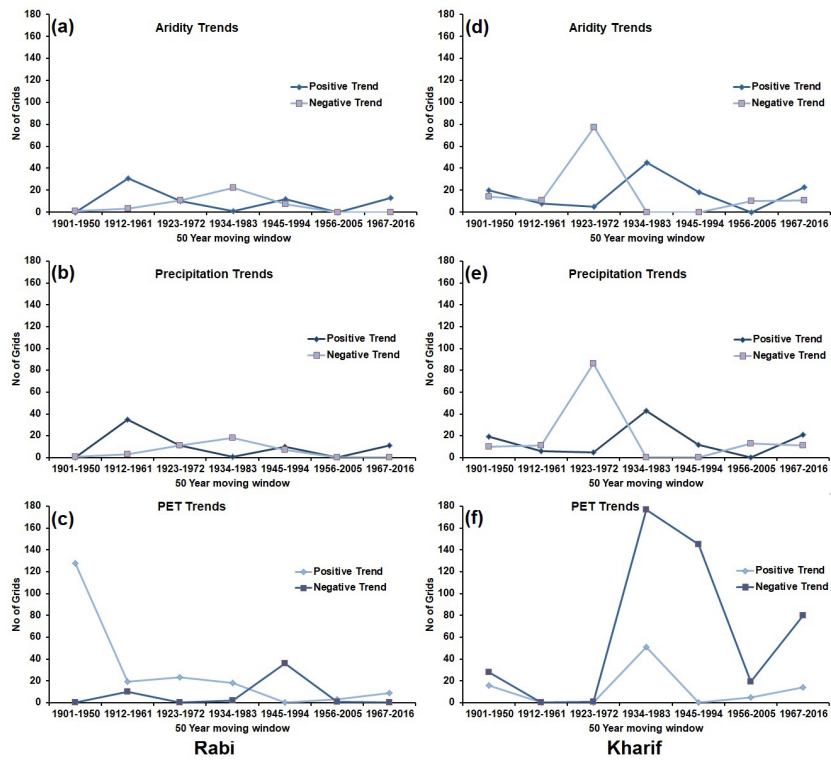 (a)
Aridity Trends
No of Grids
180
160
140
120
100
80
60
40
20
0
Positive Trend
Negative Trend
1901-1950 1912-1961 1923-1972 1934-1983 1945-1994 1956-2005 1967-2016
50 Year moving window
(d)
Aridity Trends
No of Grids
180
160
140
120
100
80
60
40
20
0
Positive Trend
Negative Trend
1901-1950 1912-1961 1923-1972 1934-1983 1945-1994 1956-2005 1967-2016
50 Year moving window
(b)
Precipitation Trends
No of Grids
180
160
140
120
100
80
60
40
20
0
Positive Trend
Negative Trend
1901-1950 1912-1961 1923-1972 1934-1983 1945-1994 1956-2005 1967-2016
50 Year moving window
(e)
Precipitation Trends
No of Grids
180
160
140
120
100
80
60
40
20
0
Positive Trend
Negative Trend
1901-1950 1912-1961 1923-1972 1934-1983 1945-1994 1956-2005 1967-2016
50 Year moving window
(c)
PET Trends
No of Grids
180
160
140
120
100
80
60
40
20
0
Positive Trend
Negative Trend
1901-1950 1912-1961 1923-1972 1934-1983 1945-1994 1956-2005 1967-2016
50 Year moving window
Rabi
(f)
PET Trends
No of Grids
180
160
140
120
100
80
60
40
20
0
Positive Trend
Negative Trend
1901-1950 1912-1961 1923-1972 1934-1983 1945-1994 1956-2005 1967-2016
50 Year moving window
Kharif